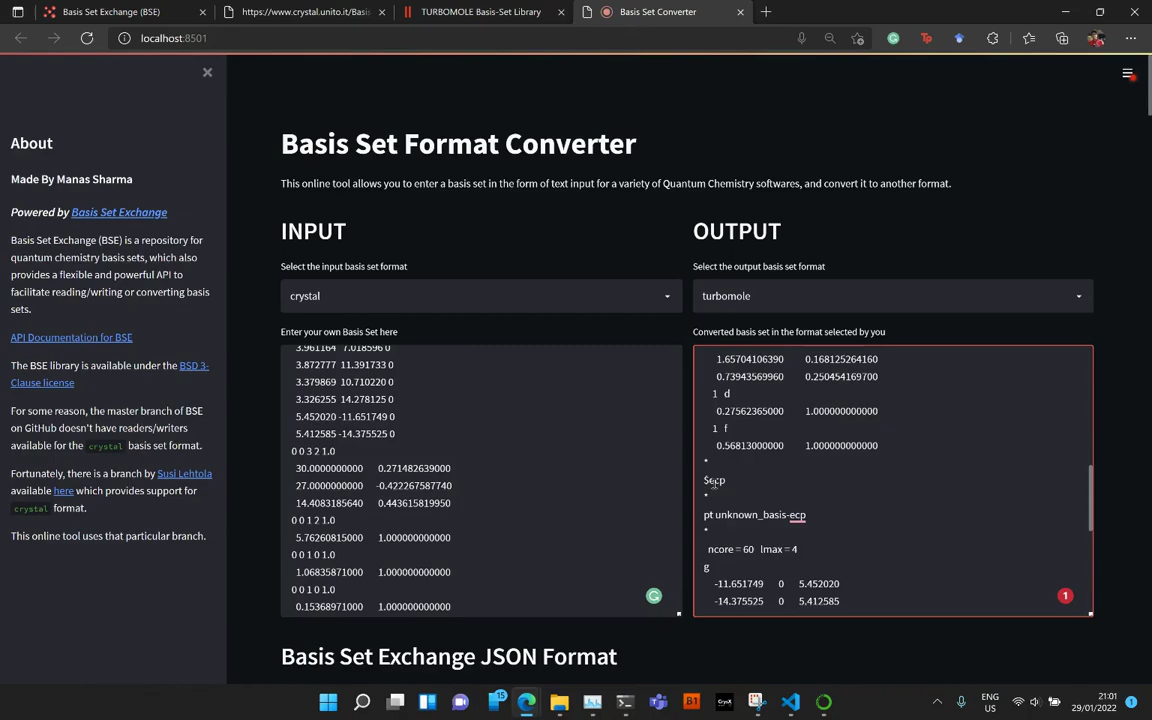 Basis Set Exchange (BSE)
https://www.crystal.unito.it/Basis_
TURBOMOLE Basis-Set Library
Basis Set Converter
localhost:8501
About
Made By Manas Sharma
Powered by Basis Set Exchange
Basis Set Exchange (BSE) is a repository for
quantum chemistry basis sets, which also
provides a flexible and powerful API to
facilitate reading/writing or converting basis
sets.
API Documentation for BSE
The BSE library is available under the BSD 3-
Clause license
For some reason, the master branch of BSE
on GitHub doesn't have readers/writers
available for the crystal basis set format.
Fortunately, there is a branch by Susi Lehtola
available here which provides support for
crystal format.
This online tool uses that particular branch.
Basis Set Format Converter
This online tool allows you to enter a basis set in the form of text input for a variety of Quantum Chemistry softwares, and convert it to another format.
INPUT
Select the input basis set format
crystal
Enter your own Basis Set here
3.961164 7.018596 0
3.872777 11.391733 0
3.379869 10.710220 0
3.326255 14.278125 0
5.452020 -11.651749 0
5.412585 -14.375525 0
0 0 3 2 1.0
30.0000000000 0.271482639000
27.0000000000 -0.422267587740
14.4083185640 0.443615819950
0 0 1 2 1.0
5.76260815000 1.000000000000
0 0 1 0 1.0
1.06835871000 1.000000000000
0 0 1 0 1.0
0.15368971000 1.000000000000
OUTPUT
Select the output basis set format
turbomole
Converted basis set in the format selected by you
1.65704106390 0.168125264160
0.73943569960 0.250454169700
1 d
0.27562365000 1.000000000000
1 f
0.56813000000 1.000000000000
*
$ecp
*
pt unknown_basis-ecp
*
ncore = 60 lmax = 4
g
-11.651749 0 5.452020
-14.375525 0 5.412585
1
Basis Set Exchange JSON Format
15
B1
CrysX
ENG
US
21:01
29/01/2022
1